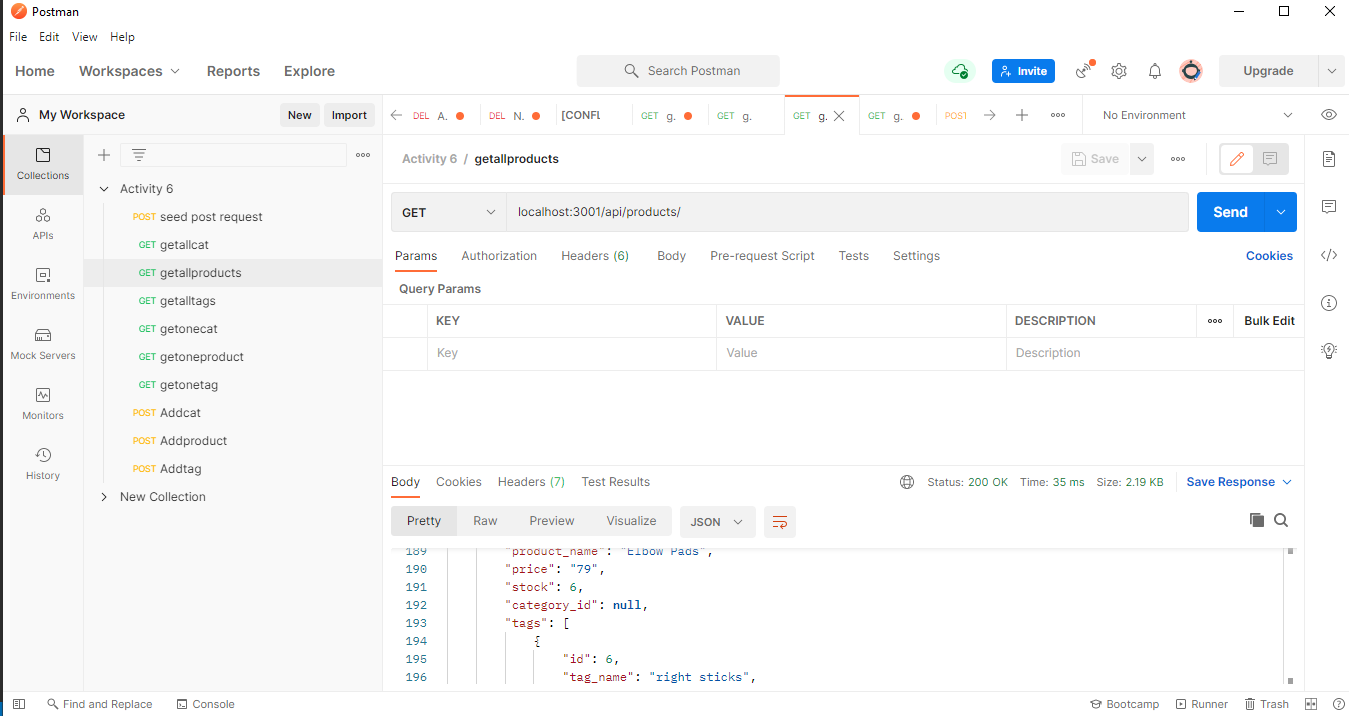 Postman
File Edit View Help
Home Workspaces Reports Explore Search Postman Invite Upgrade
My Workspace New Import DEL A. DEL N. [CONFL GET g. GET g. GET g. GET g. POST No Environment
Collections
APIs
Environments
Mock Servers
Monitors
History
Activity 6
POST seed post request
GET getallcat
GET getallproducts
GET getalltags
GET getonecat
GET getoneproduct
GET getonetag
POST Addcat
POST Addproduct
POST Addtag
New Collection
Activity 6 / getallproducts Save
GET localhost:3001/api/products/ Send
Params Authorization Headers (6) Body Pre-request Script Tests Settings Cookies
Query Params
KEY VALUE DESCRIPTION Bulk Edit
Key Value Description
Body Cookies Headers (7) Test Results Status: 200 OK Time: 35 ms Size: 2.19 KB Save Response
Pretty Raw Preview Visualize JSON
189 "product_name": "Elbow Pads",
190 "price": "79",
191 "stock": 6,
192 "category_id": null,
193 "tags": [
194 {
195 "id": 6,
196 "tag_name": "right sticks",
Find and Replace Console Bootcamp Runner Trash